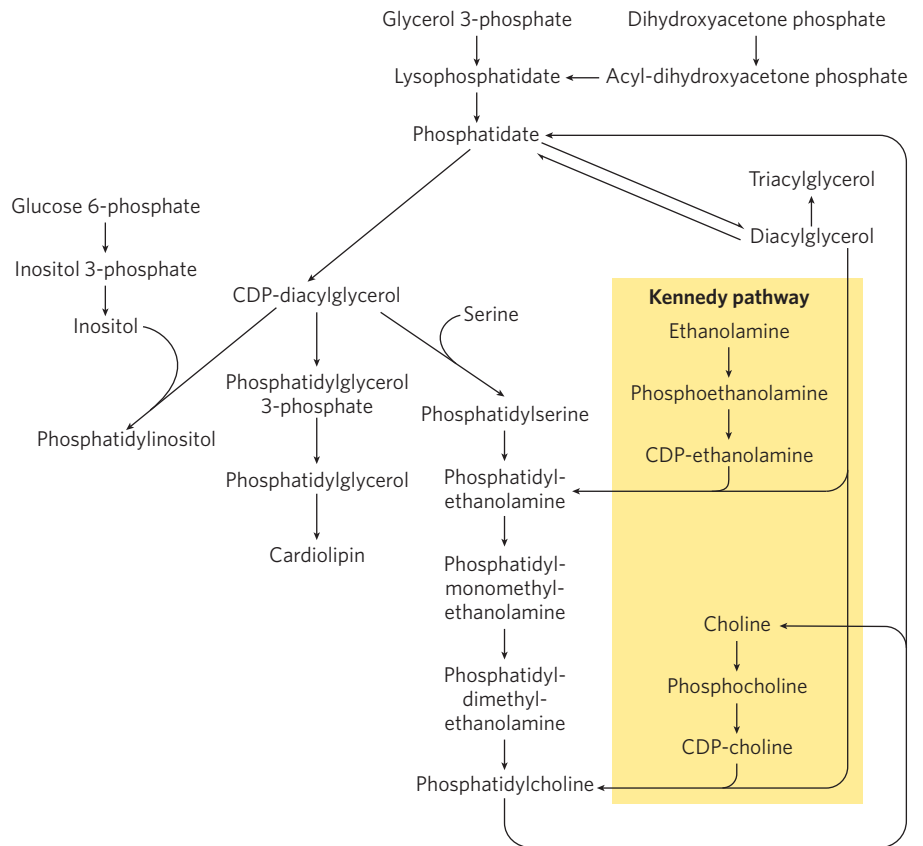 Glycerol 3-phosphate
Dihydroxyacetone phosphate
Lysophosphatidate
Acyl-dihydroxyacetone phosphate
Phosphatidate
Triacylglycerol
Glucose 6-phosphate
Diacylglycerol
Inositol 3-phosphate
CDP-diacylglycerol
Kennedy pathway
Inositol
Serine
Ethanolamine
Phosphatidylglycerol
3-phosphate
Phosphoethanolamine
Phosphatidylinositol
Phosphatidylserine
CDP-ethanolamine
Phosphatidylglycerol
Phosphatidyl-
ethanolamine
Cardiolipin
Phosphatidyl-
monomethyl-
ethanolamine
Choline
Phosphatidyl-
dimethyl-
ethanolamine
Phosphocholine
CDP-choline
Phosphatidylcholine